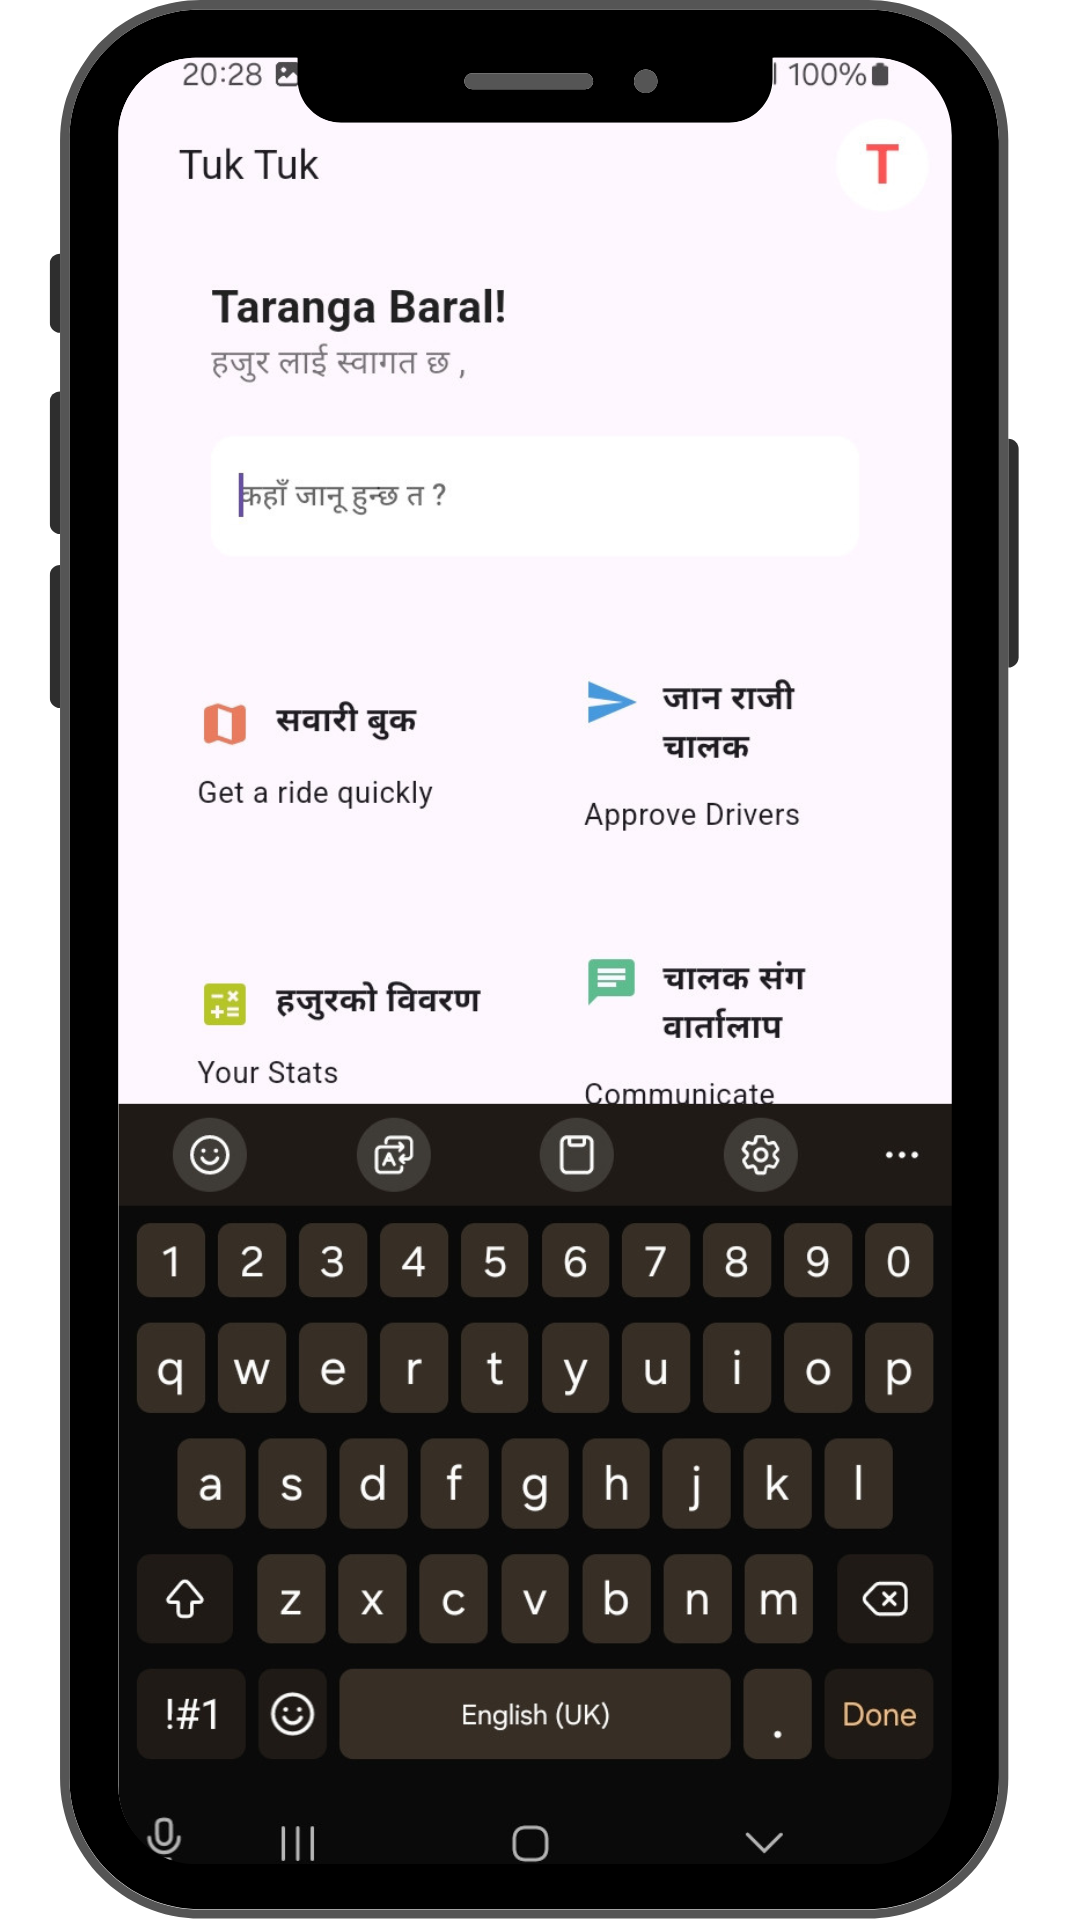 20:28 100%
Tuk Tuk
T
Taranga Baral!
हजुर लाई स्वागत छ ,
कहाँ जानू हुन्छ त ?
सवारी बुक
Get a ride quickly
जान राजी
चालक
Approve Drivers
हजुरको विवरण
Your Stats
चालक संग
वार्तालाप
Communicate
1 2 3 4 5 6 7 8 9 0
q w e r t y u i o p
a s d f g h j k l
z x c v b n m
!#1 English (UK) . Done